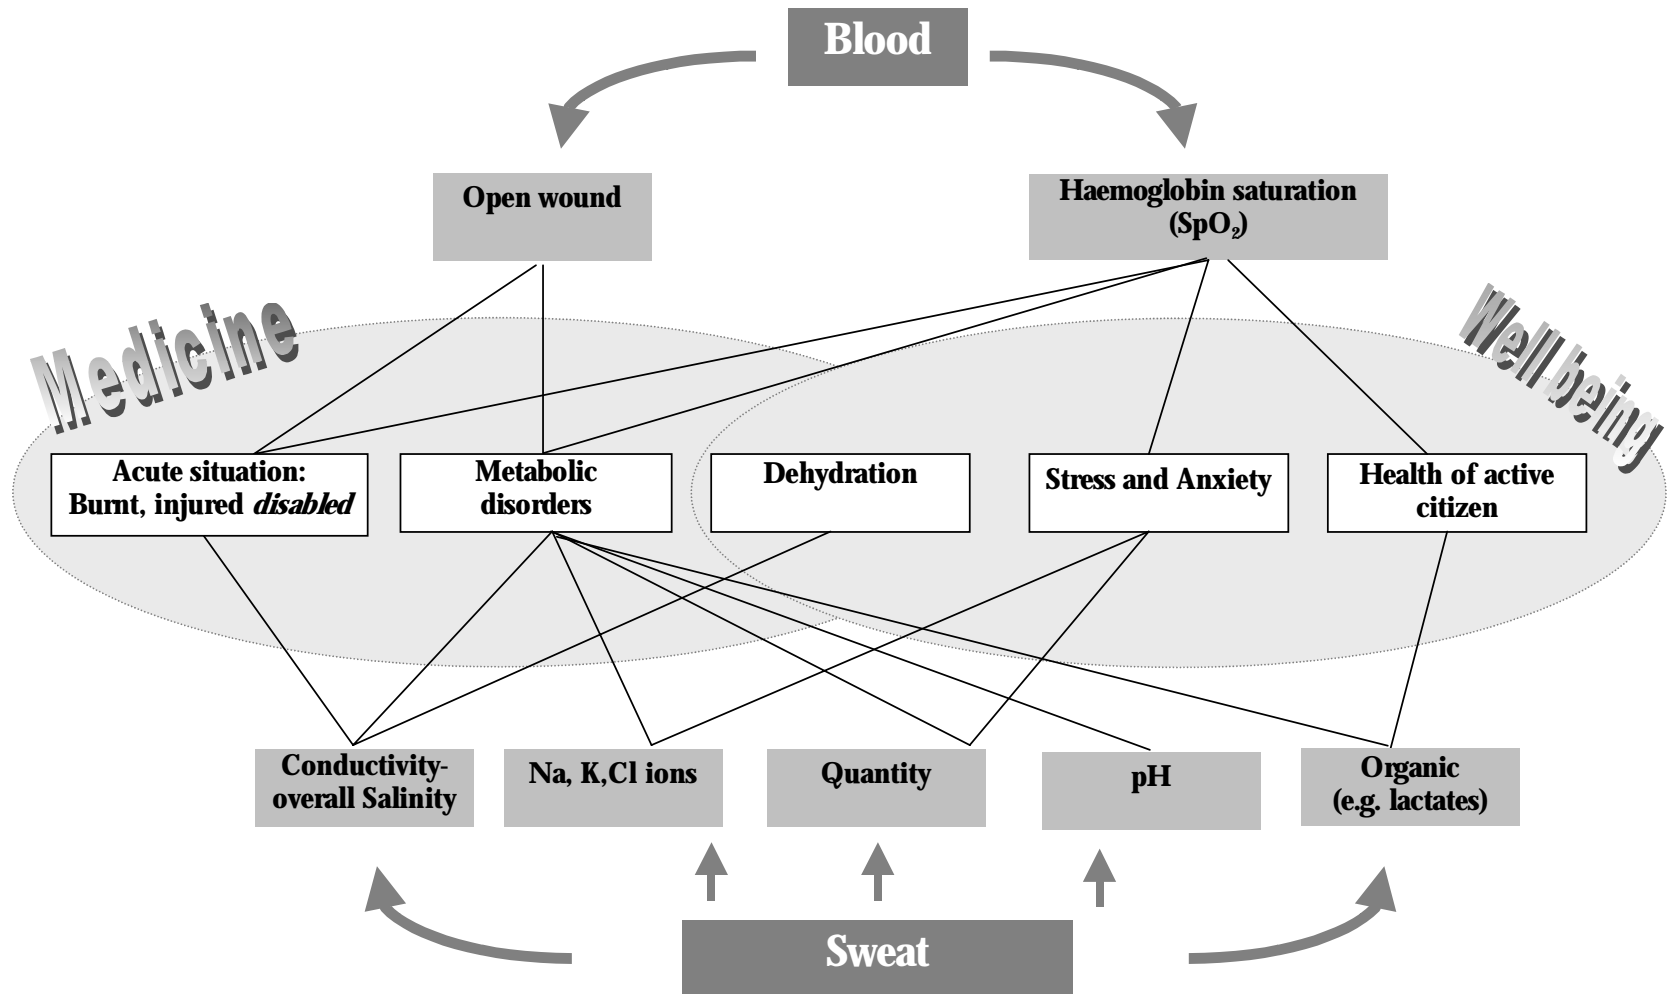 Blood
Open wound
Haemoglobin saturation
(SpO₂)
Medicine
Well being
Acute situation:
Burnt, injured disabled
Metabolic
disorders
Dehydration
Stress and Anxiety
Health of active
citizen
Conductivity-
overall Salinity
Na, K,Cl ions
Quantity
pH
Organic
(e.g. lactates)
Sweat